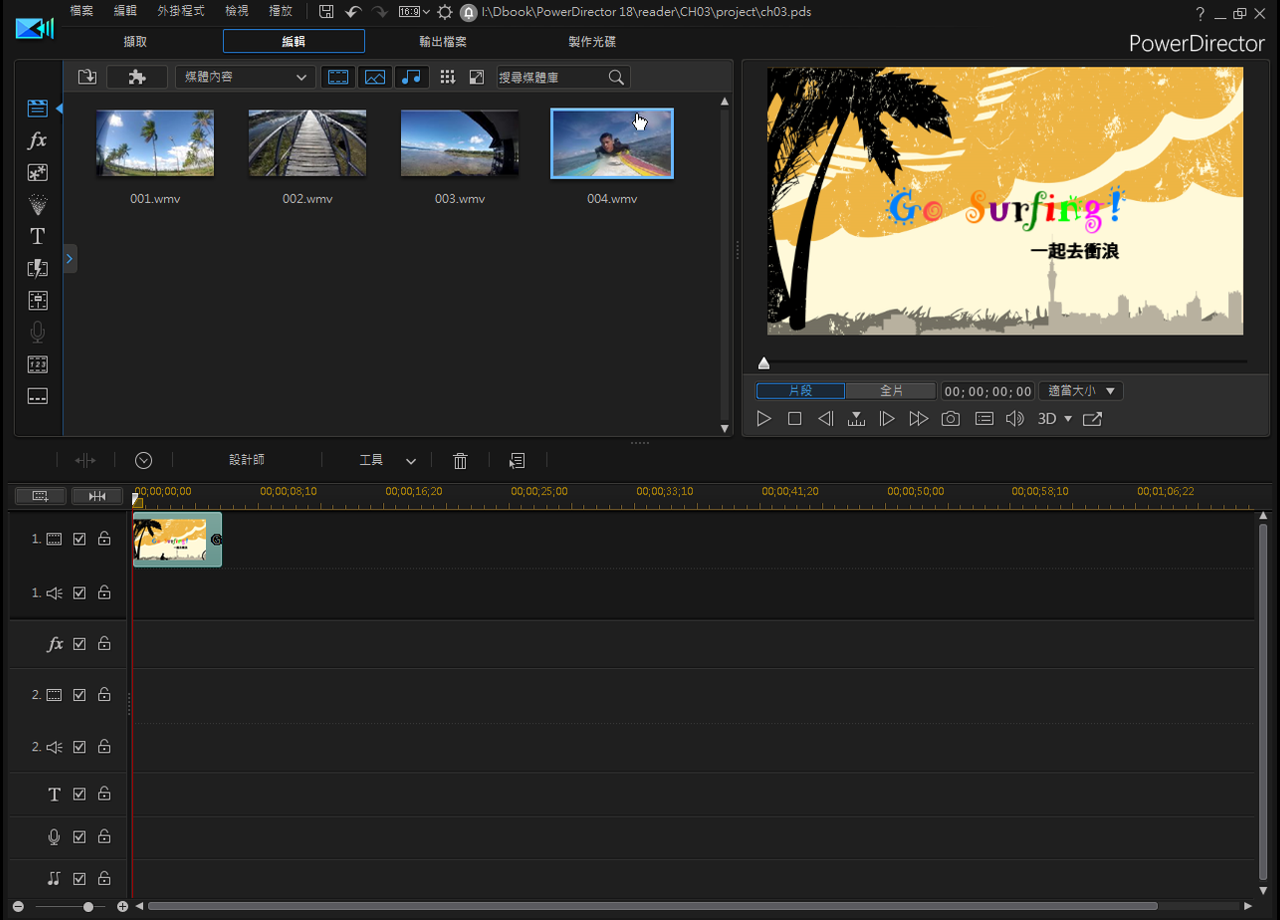 檔案 編輯 外掛程式 檢視 播放 16:9 I:\Dbook\PowerDirector 18\reader\CH03\project\ch03.pds ?
擷取 編輯 輸出檔案 製作光碟
PowerDirector
媒體內容 搜尋媒體庫
fx
T
001.wmv 002.wmv 003.wmv 004.wmv
Go Surfing!
一起去衝浪
片段 全片 00;00;00;00 適當大小
3D
設計師 工具
00;00;00;00 00;00;08;10 00;00;16;20 00;00;25;00 00;00;33;10 00;00;41;20 00;00;50;00 00;00;58;10 00;01;06;22
1.
1.
fx
2.
2.
T